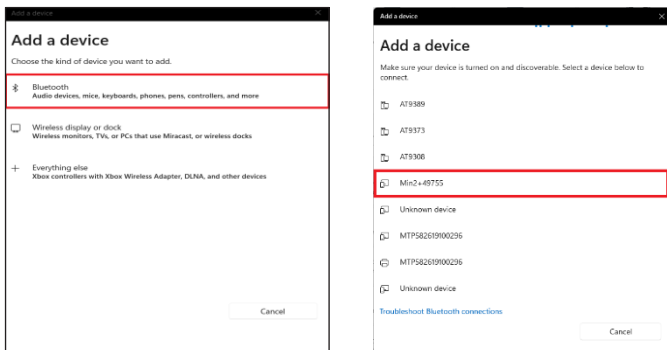 Add a device
Add a device
Choose the kind of device you want to add.
Bluetooth
Audio devices, mice, keyboards, phones, pens, controllers, and more
Wireless display or dock
Wireless monitors, TVs, or PCs that use Miracast, or wireless docks
Everything else
Xbox controllers with Xbox Wireless Adapter, DLNA, and other devices
Cancel
Add a device
Add a device
Make sure your device is turned on and discoverable. Select a device below to
connect.
AT9389
AT9373
AT9308
Min2+49755
Unknown device
MTP582619100296
MTP582619100296
Unknown device
Troubleshoot Bluetooth connections
Cancel